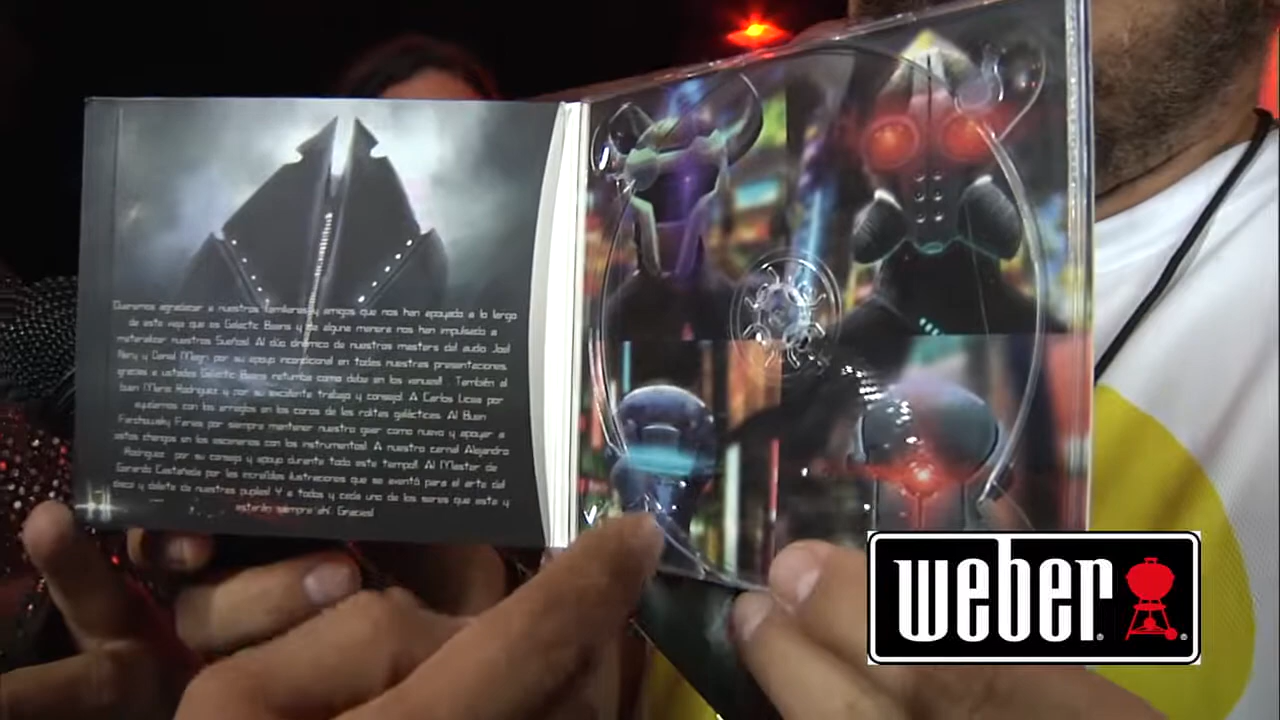 Queremos agradecer a nuestros familiares y amigos que nos han apoyado a lo largo
de este viaje que es Galactic Beans y de alguna manera nos han impulsado a
materializar nuestros Sueños! Al dúo dinámico de nuestros masters del audio Joel
y Magri por su apoyo incondicional en todas nuestras presentaciones,
gracias a ustedes Galactic Beans retumba como debe en los venues! . También al
buen Mario Rodriguez y por su excelente trabajo y consejo! A Carlos Licea por
ayudarnos con los arreglos en los coros de las rolitas galácticas. Al Buen
Farias por siempre mantener nuestro gear como nuevo y apoyar a
estos changos en los escenarios con los instrumentos! A nuestro carnal Alejandro
Rodriguez por su consejo y apoyo durante todo este tiempo! Al Master de
Gerardo Castañeda por las increíbles ilustraciones que se aventó para el arte del
disco y deleite de nuestras pupilas! Y a todos y cada uno de los seres que este y
estarán siempre ahí. Gracias!
weber